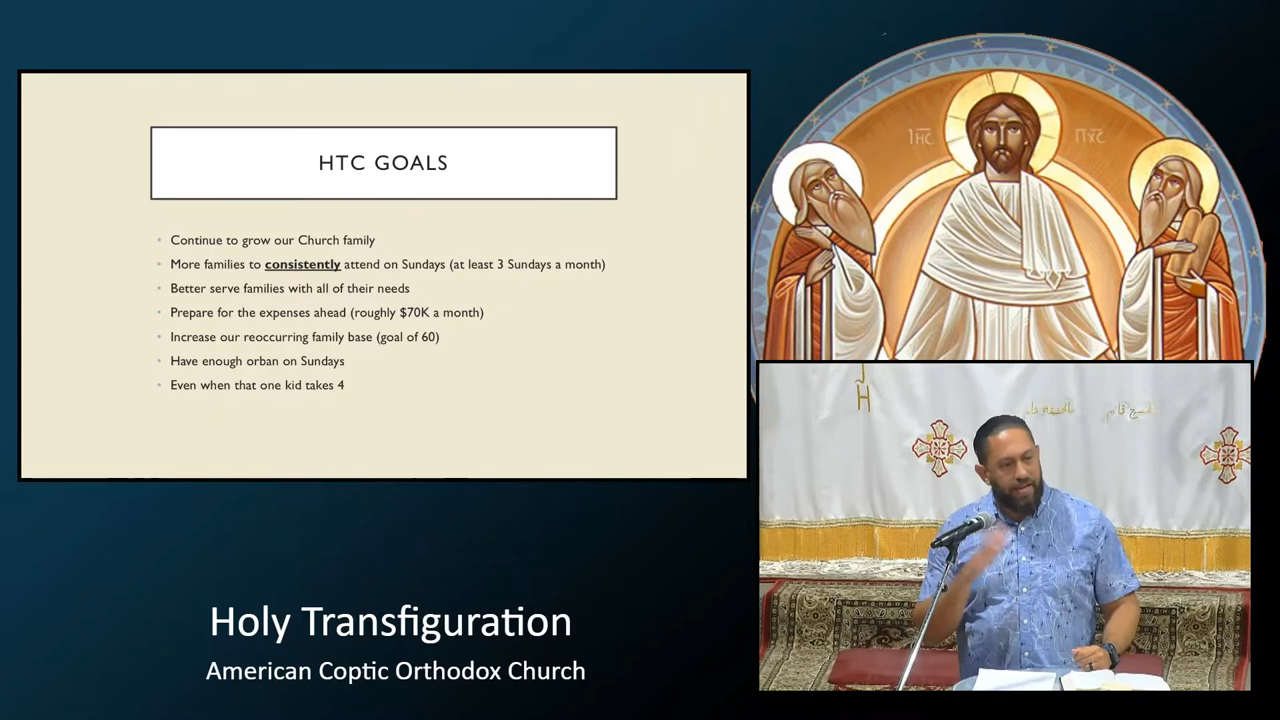 HTC GOALS
• Continue to grow our Church family
• More families to consistently attend on Sundays (at least 3 Sundays a month)
• Better serve families with all of their needs
• Prepare for the expenses ahead (roughly $70K a month)
• Increase our reoccurring family base (goal of 60)
• Have enough orban on Sundays
• Even when that one kid takes 4
Holy Transfiguration
American Coptic Orthodox Church